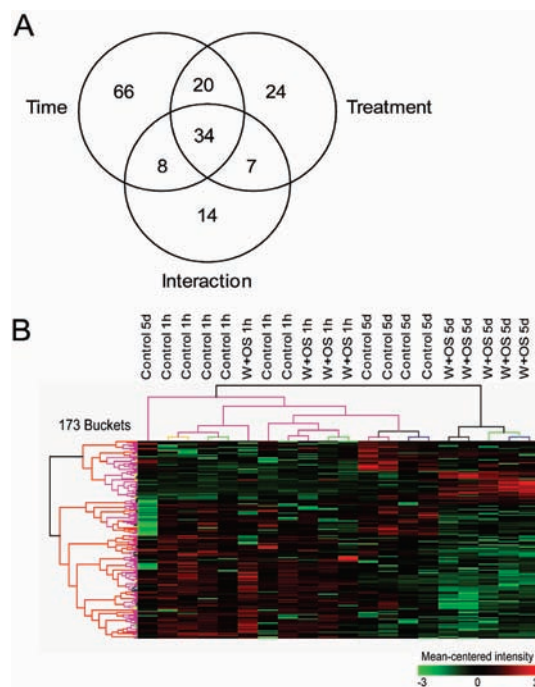 A
Time
66
20
24
Treatment
34
8
7
14
Interaction
B
Control 5d
Control 1h
Control 1h
Control 1h
Control 1h
W+OS 1h
Control 1h
Control 1h
W+OS 1h
W+OS 1h
W+OS 1h
Control 5d
Control 5d
Control 5d
Control 5d
W+OS 5d
W+OS 5d
W+OS 5d
W+OS 5d
W+OS 5d
173 Buckets
Mean-centered intensity
-3 0